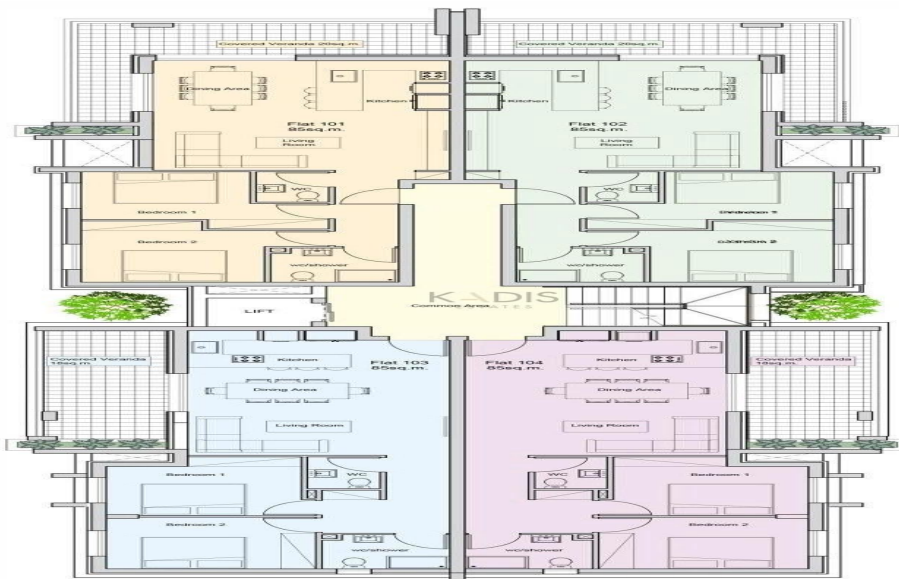 Covered Veranda 20sq.m.
Covered Veranda 20sq.m.
Dining Area
Kitchen
Flat 101
85sq.m.
Living
Room
WC
Bedroom 1
Bedroom 2
wc/shower
Dining Area
Kitchen
Flat 102
85sq.m.
Living
Room
WC
wc/shower
KADIS
Common Area
LIFT
Covered Veranda
Kitchen
Flat 103
85sq.m.
Dining Area
Living Room
WC
Bedroom 1
Bedroom 2
wc/shower
Flat 104
85sq.m.
Kitchen
Covered Veranda
Dining Area
Living Room
WC
Bedroom 1
Bedroom 2
wc/shower